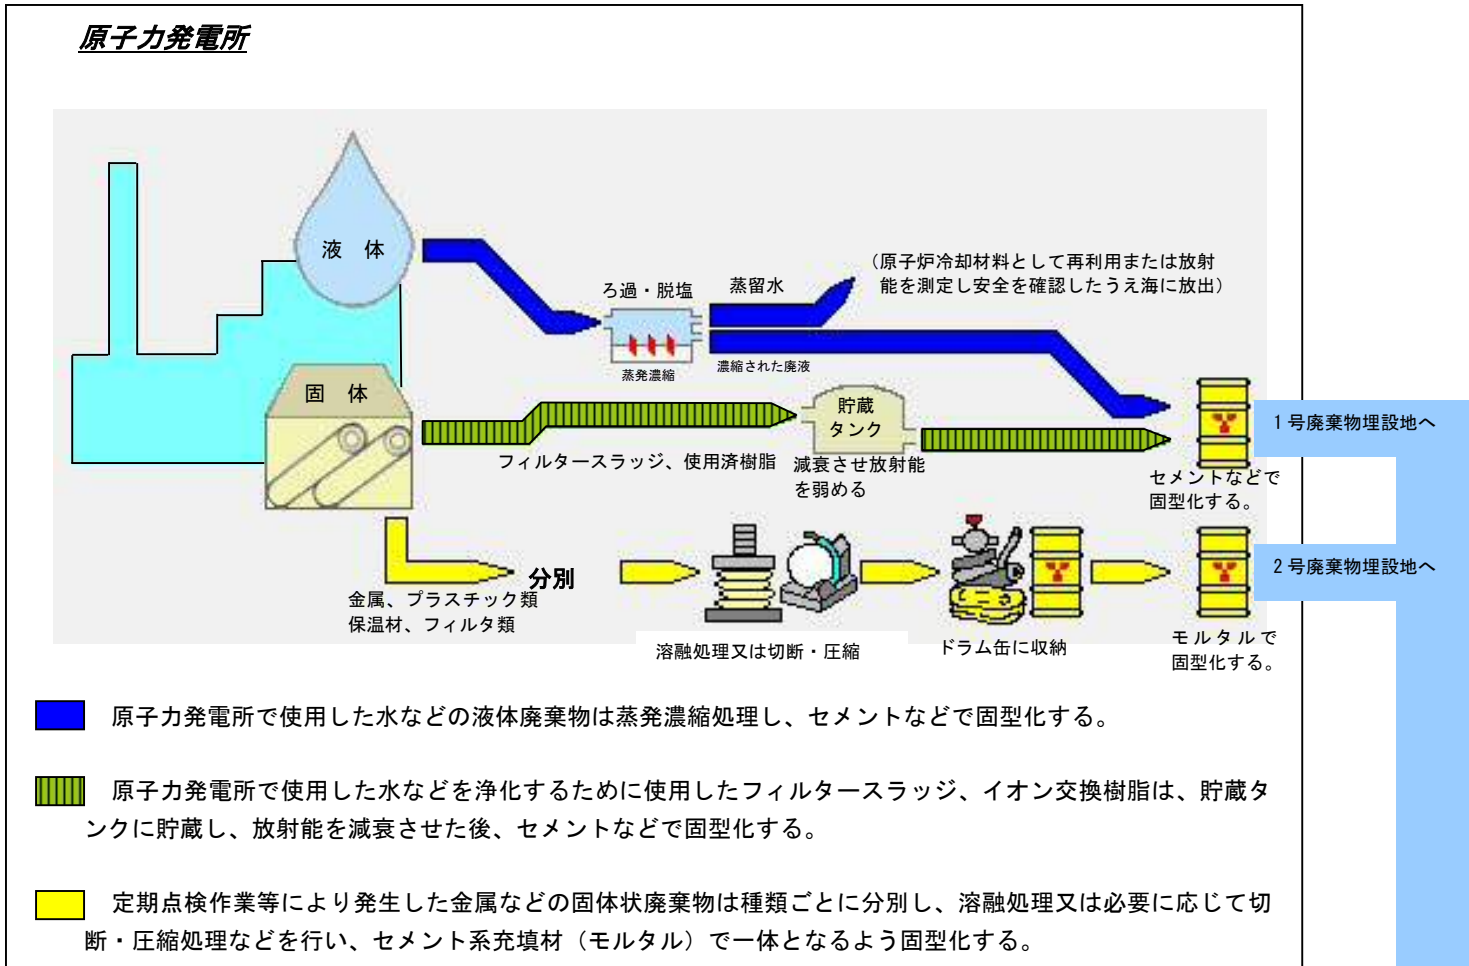 原子力発電所
液 体
(原子炉冷却材料として再利用または放射
能を測定し安全を確認したうえ海に放出)
ろ過・脱塩
蒸留水
蒸発濃縮
濃縮された廃液
固 体
貯蔵
タンク
1号廃棄物埋設地へ
フィルタースラッジ、使用済樹脂
減衰させ放射能
を弱める
セメントなどで
固型化する。
分別
2号廃棄物埋設地へ
金属、プラスチック類
保温材、フィルタ類
溶融処理又は切断・圧縮
ドラム缶に収納
モルタルで
固型化する。
原子力発電所で使用した水などの液体廃棄物は蒸発濃縮処理し、セメントなどで固型化する。
原子力発電所で使用した水などを浄化するために使用したフィルタースラッジ、イオン交換樹脂は、貯蔵タ
ンクに貯蔵し、放射能を減衰させた後、セメントなどで固型化する。
定期点検作業等により発生した金属などの固体状廃棄物は種類ごとに分別し、溶融処理又は必要に応じて切
断・圧縮処理などを行い、セメント系充填材（モルタル）で一体となるよう固型化する。